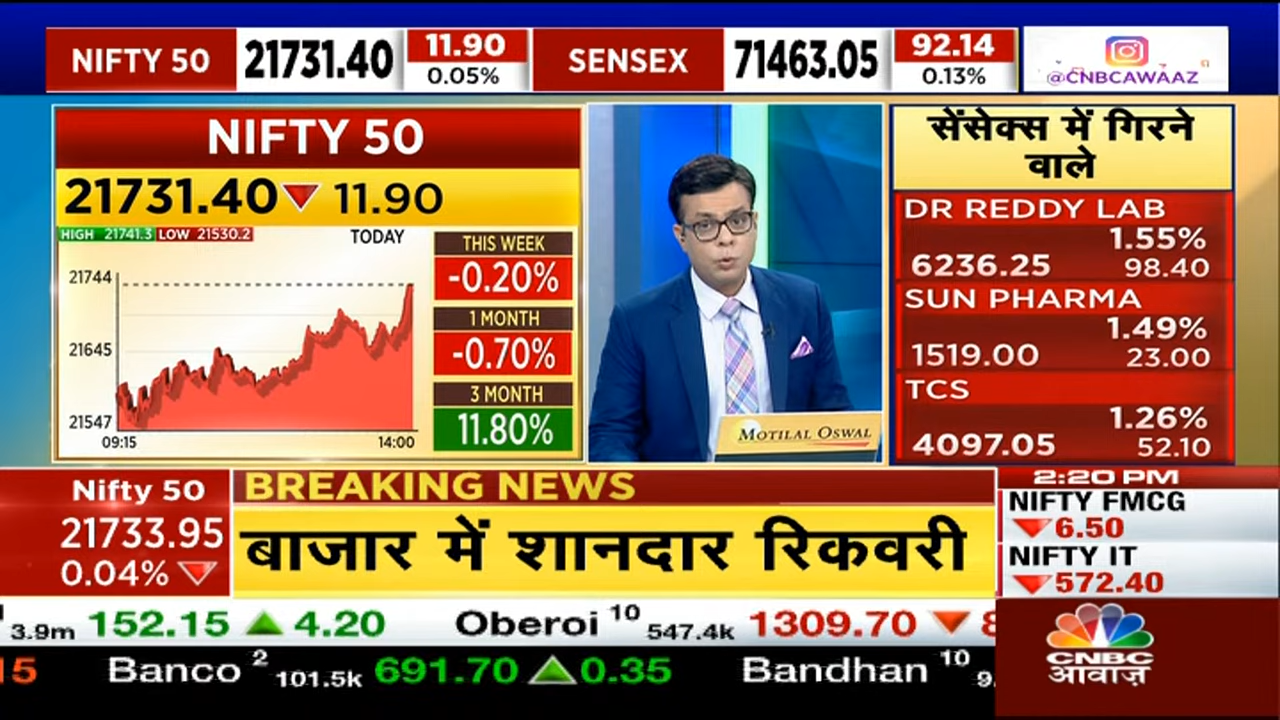 NIFTY 50
21731.40
11.90
0.05%
SENSEX
71463.05
92.14
0.13%
@CNBCAWAAZ
NIFTY 50
21731.40 11.90
HIGH 21741.3 LOW 21530.2
TODAY
21744
21645
21547
09:15
14:00
THIS WEEK
-0.20%
1 MONTH
-0.70%
3 MONTH
11.80%
MOTILAL OSWAL
सेंसेक्स में गिरने
वाले
DR REDDY LAB
1.55%
6236.25 98.40
SUN PHARMA
1.49%
1519.00 23.00
TCS
1.26%
4097.05 52.10
Nifty 50
21733.95
0.04%
BREAKING NEWS
बाजार में शानदार रिकवरी
2:20 PM
NIFTY FMCG
6.50
NIFTY IT
572.40
3.9m 152.15 4.20 Oberoi 10 547.4k 1309.70 8
15 Banco 2 101.5k 691.70 0.35 Bandhan 10 9
CNBC
आवाज़